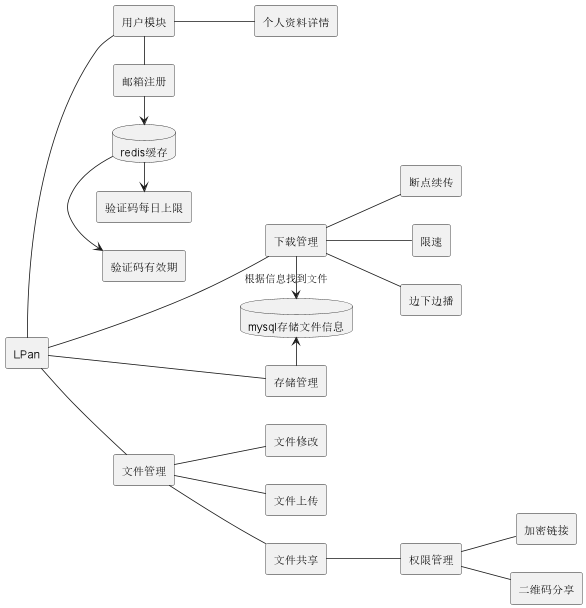 用户模块
个人资料详情
邮箱注册
redis缓存
验证码每日上限
验证码有效期
断点续传
下载管理
限速
根据信息找到文件
边下边播
mysql存储文件信息
LPan
存储管理
文件修改
文件管理
文件上传
加密链接
文件共享
权限管理
二维码分享